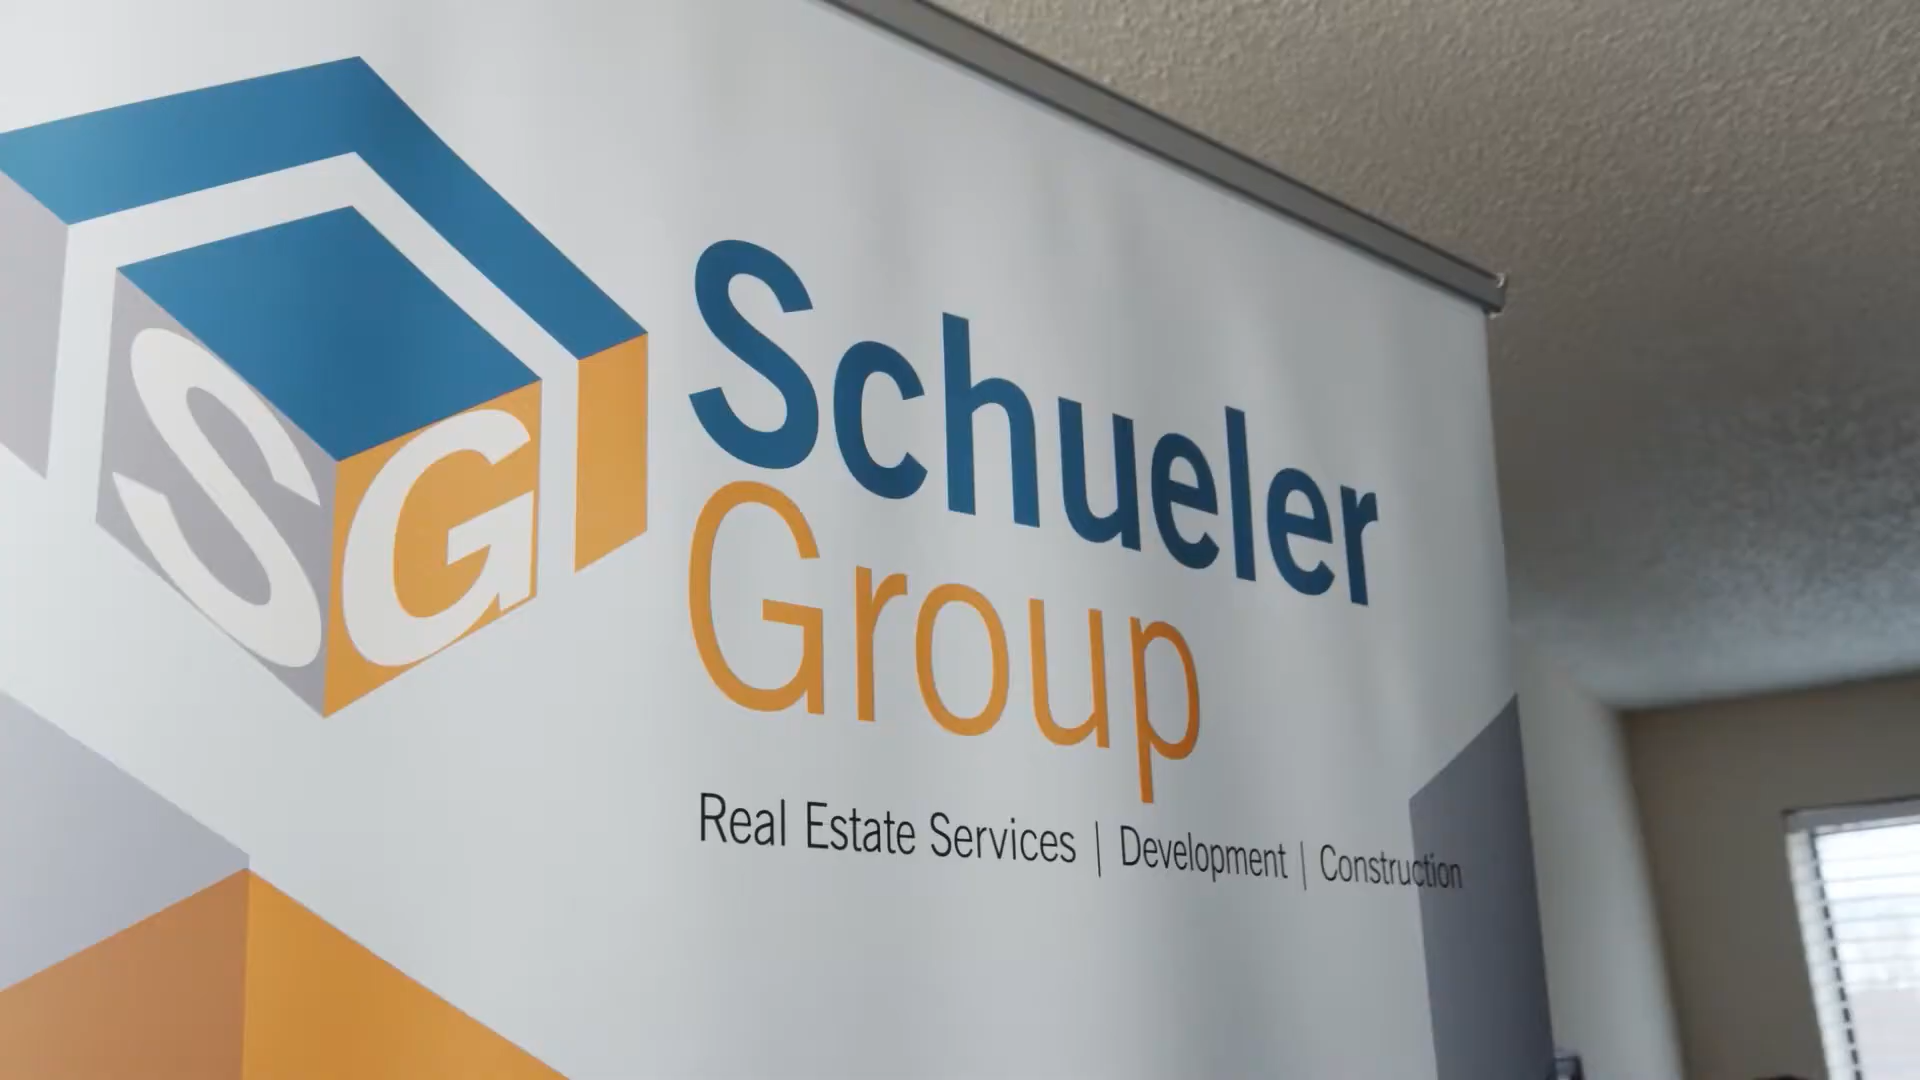 SG
Schueler
Group
Real Estate Services | Development | Construction